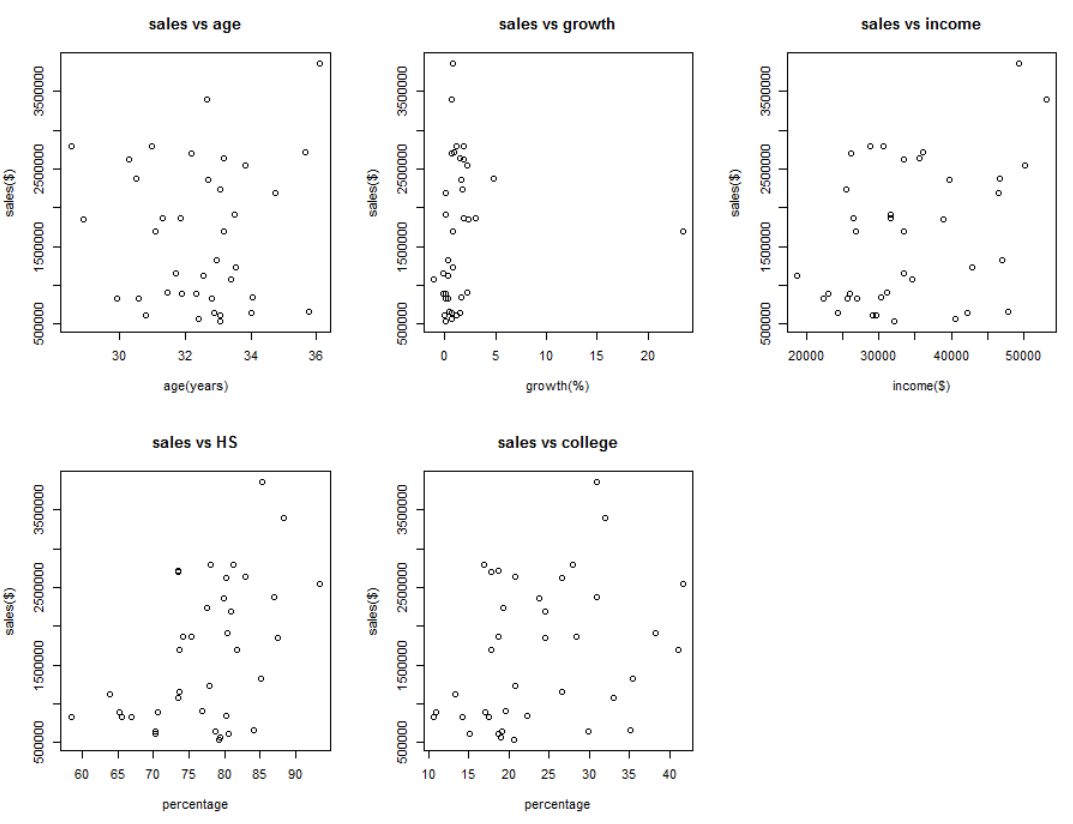 sales vs age
sales($)
3500000
2500000
1500000
500000
30 32 34 36
age(years)
sales vs growth
sales($)
3500000
2500000
1500000
500000
0 5 10 15 20
growth(%)
sales vs income
sales($)
3500000
2500000
1500000
500000
20000 30000 40000 50000
income($)
sales vs HS
sales($)
3500000
2500000
1500000
500000
60 65 70 75 80 85 90
percentage
sales vs college
sales($)
3500000
2500000
1500000
500000
10 15 20 25 30 35 40
percentage